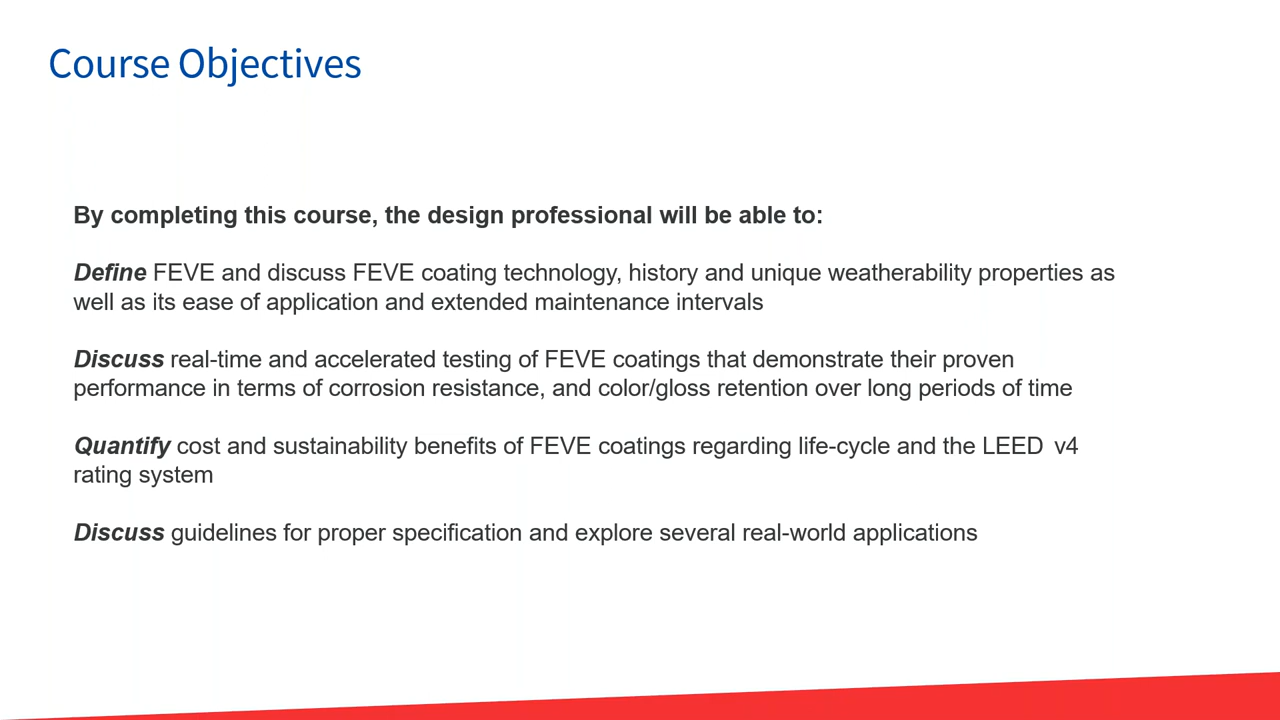 Course Objectives
By completing this course, the design professional will be able to:
Define FEVE and discuss FEVE coating technology, history and unique weatherability properties as
well as its ease of application and extended maintenance intervals
Discuss real-time and accelerated testing of FEVE coatings that demonstrate their proven
performance in terms of corrosion resistance, and color/gloss retention over long periods of time
Quantify cost and sustainability benefits of FEVE coatings regarding life-cycle and the LEED v4
rating system
Discuss guidelines for proper specification and explore several real-world applications